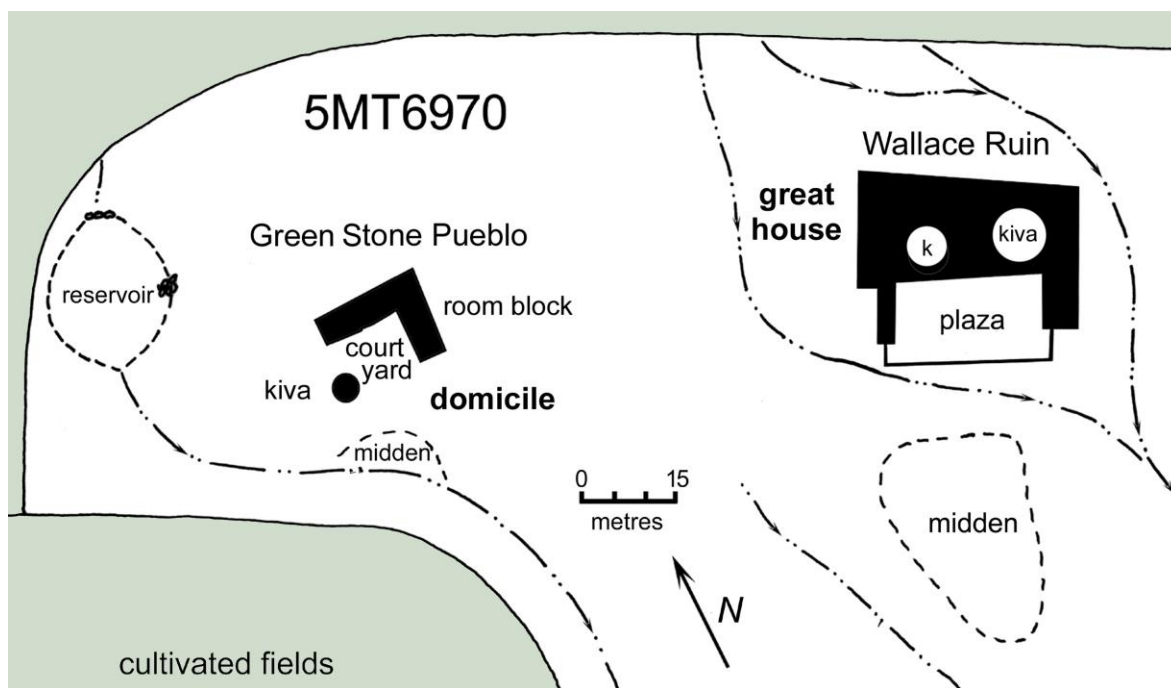 5MT6970
Wallace Ruin
great
house
k
kiva
plaza
Green Stone Pueblo
reservoir
room block
court
yard
kiva
domicile
midden
0 15
metres
midden
N
cultivated fields